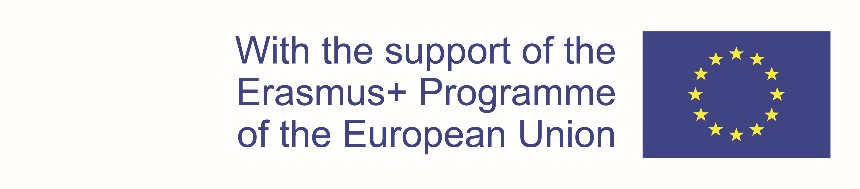 With the support of the
Erasmus+ Programme
of the European Union